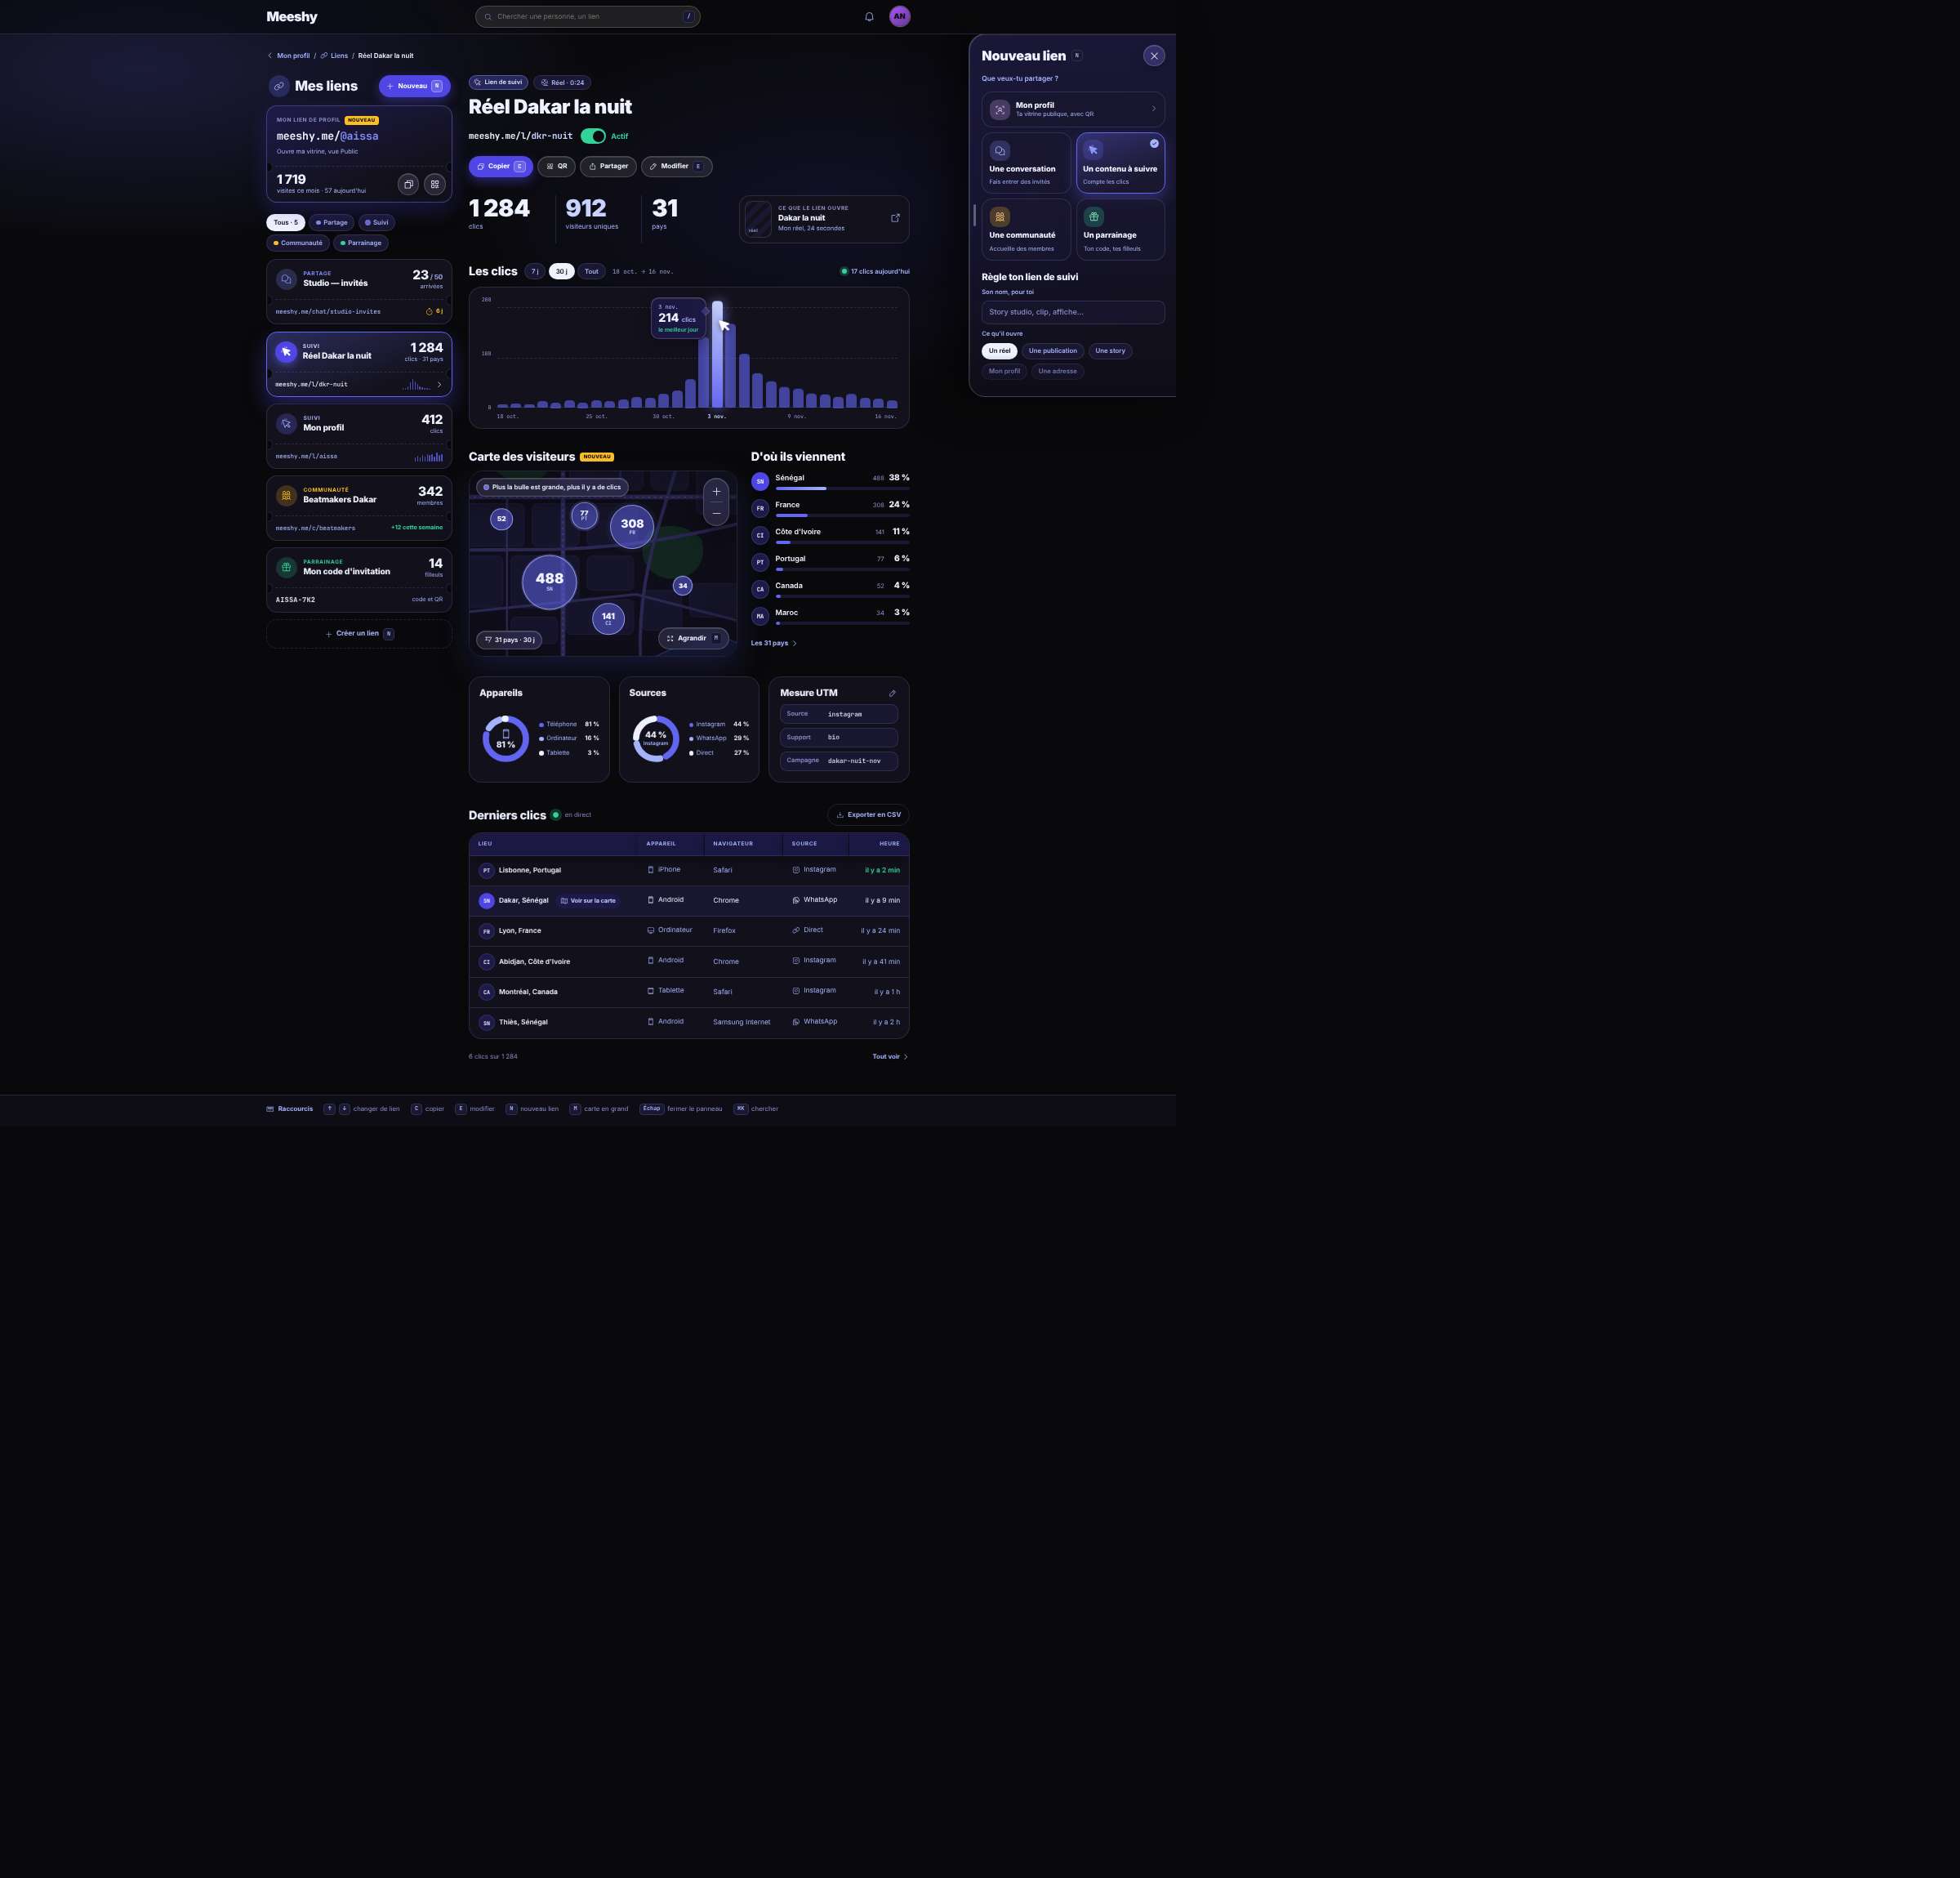 Meeshy
Chercher une personne, un lien
/
AN
Mon profil / Liens / Réel Dakar la nuit
Mes liens
Nouveau N
MON LIEN DE PROFIL NOUVEAU
meeshy.me/@aissa
Ouvre ma vitrine, vue Public
1 719
visites ce mois · 57 aujourd'hui
Tous · 5
Partage
Suivi
Communauté
Parrainage
PARTAGE
Studio — invités
23 / 50
arrivées
meeshy.me/chat/studio-invites
6 j
SUIVI
Réel Dakar la nuit
1 284
clics · 31 pays
meeshy.me/l/dkr-nuit
SUIVI
Mon profil
412
clics
meeshy.me/l/aissa
COMMUNAUTÉ
Beatmakers Dakar
342
membres
meeshy.me/c/beatmakers
+12 cette semaine
PARRAINAGE
Mon code d'invitation
14
filleuls
AISSA-7K2
code et QR
Créer un lien N
Lien de suivi
Réel · 0:24
Réel Dakar la nuit
meeshy.me/l/dkr-nuit
Actif
Copier C
QR
Partager
Modifier E
1 284
clics
912
visiteurs uniques
31
pays
réel
CE QUE LE LIEN OUVRE
Dakar la nuit
Mon réel, 24 secondes
Les clics
7 j
30 j
Tout
18 oct. → 16 nov.
17 clics aujourd'hui
200
100
0
3 nov.
214 clics
le meilleur jour
18 oct.
25 oct.
30 oct.
3 nov.
9 nov.
16 nov.
Carte des visiteurs NOUVEAU
Plus la bulle est grande, plus il y a de clics
52
77
PT
308
FR
488
SN
34
141
CI
31 pays · 30 j
Agrandir M
D'où ils viennent
SN Sénégal 488 38 %
FR France 308 24 %
CI Côte d'Ivoire 141 11 %
PT Portugal 77 6 %
CA Canada 52 4 %
MA Maroc 34 3 %
Les 31 pays
Appareils
81 %
Téléphone 81 %
Ordinateur 16 %
Tablette 3 %
Sources
44 %
Instagram
Instagram 44 %
WhatsApp 29 %
Direct 27 %
Mesure UTM
Source instagram
Support bio
Campagne dakar-nuit-nov
Derniers clics
en direct
Exporter en CSV
LIEU APPAREIL NAVIGATEUR SOURCE HEURE
PT Lisbonne, Portugal iPhone Safari Instagram il y a 2 min
SN Dakar, Sénégal Voir sur la carte Android Chrome WhatsApp il y a 9 min
FR Lyon, France Ordinateur Firefox Direct il y a 24 min
CI Abidjan, Côte d'Ivoire Android Chrome Instagram il y a 41 min
CA Montréal, Canada Tablette Safari Instagram il y a 1 h
SN Thiès, Sénégal Android Samsung Internet WhatsApp il y a 2 h
6 clics sur 1 284
Tout voir
Raccourcis ↑ ↓ changer de lien C copier E modifier N nouveau lien M carte en grand Échap fermer le panneau ⌘K chercher
Nouveau lien N
Que veux-tu partager ?
Mon profil
Ta vitrine publique, avec QR
Une conversation
Fais entrer des invités
Un contenu à suivre
Compte les clics
Une communauté
Accueille des membres
Un parrainage
Ton code, tes filleuls
Règle ton lien de suivi
Son nom, pour toi
Story studio, clip, affiche…
Ce qu'il ouvre
Un réel
Une publication
Une story
Mon profil
Une adresse